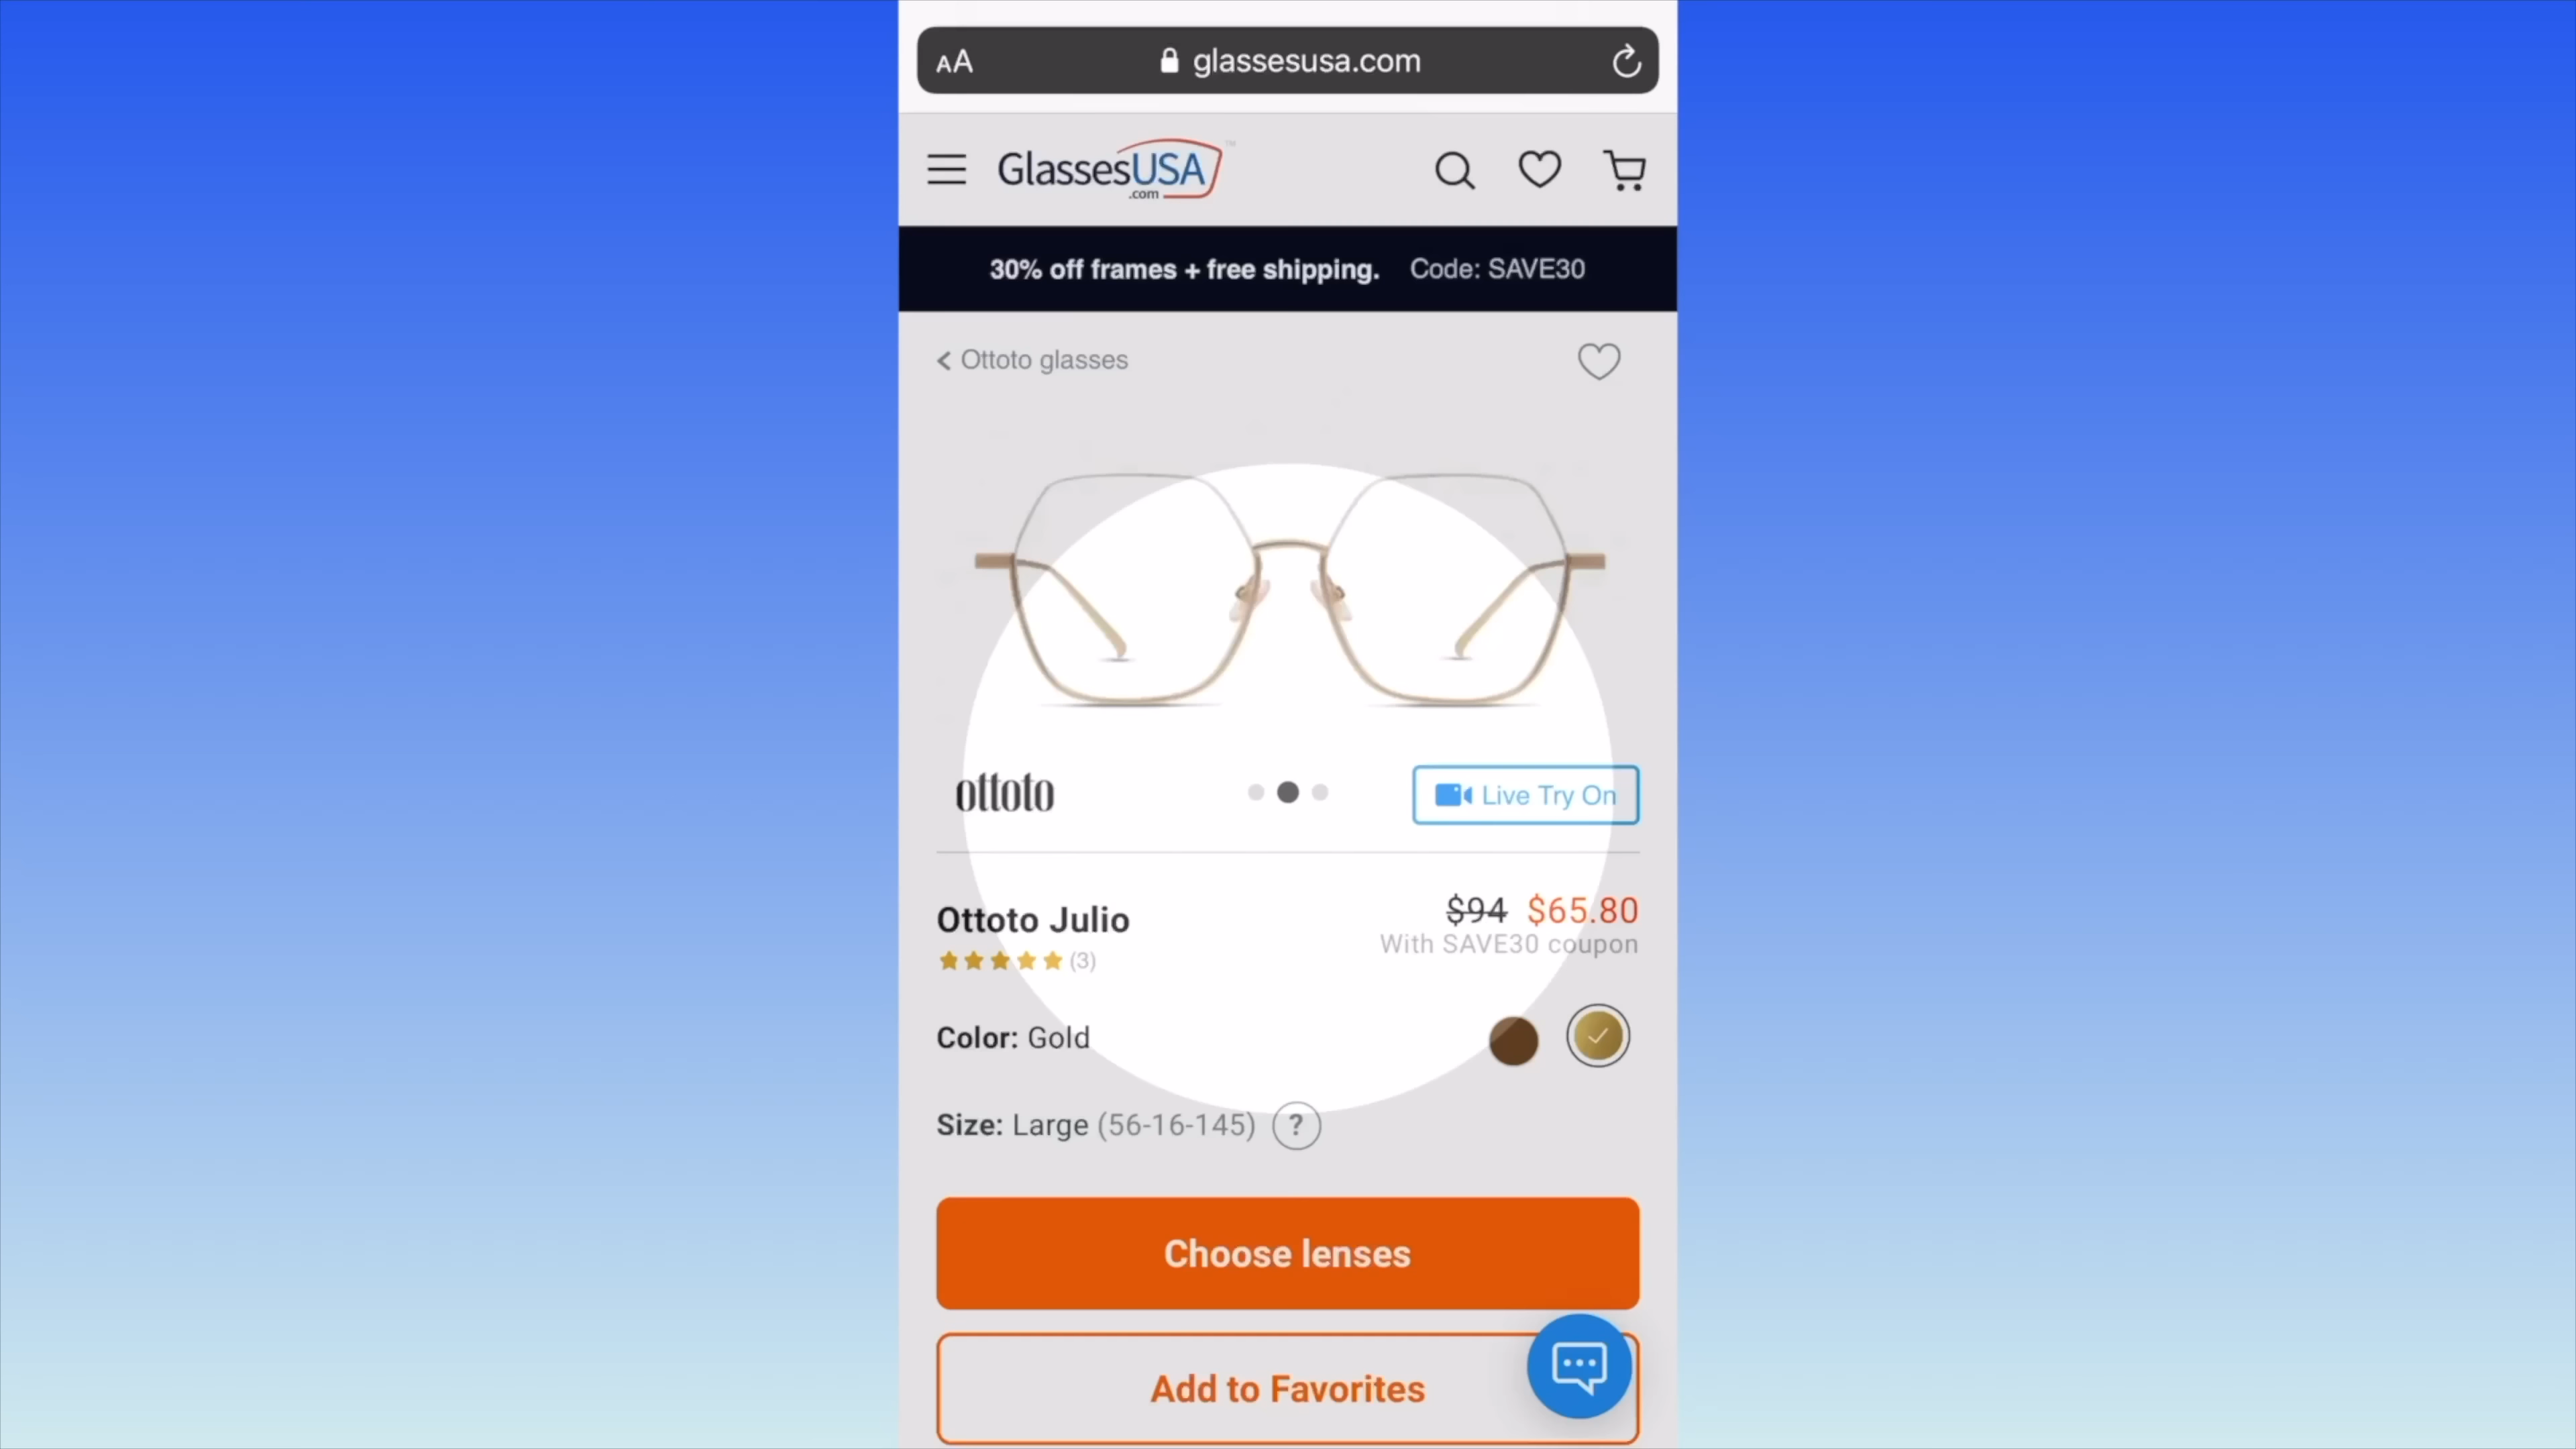 AA glassesusa.com
GlassesUSA
.com
30% off frames + free shipping. Code: SAVE30
< Ottoto glasses
ottoto
Live Try On
Ottoto Julio
$94 $65.80
With SAVE30 coupon
(3)
Color: Gold
Size: Large (56-16-145) ?
Choose lenses
Add to Favorites